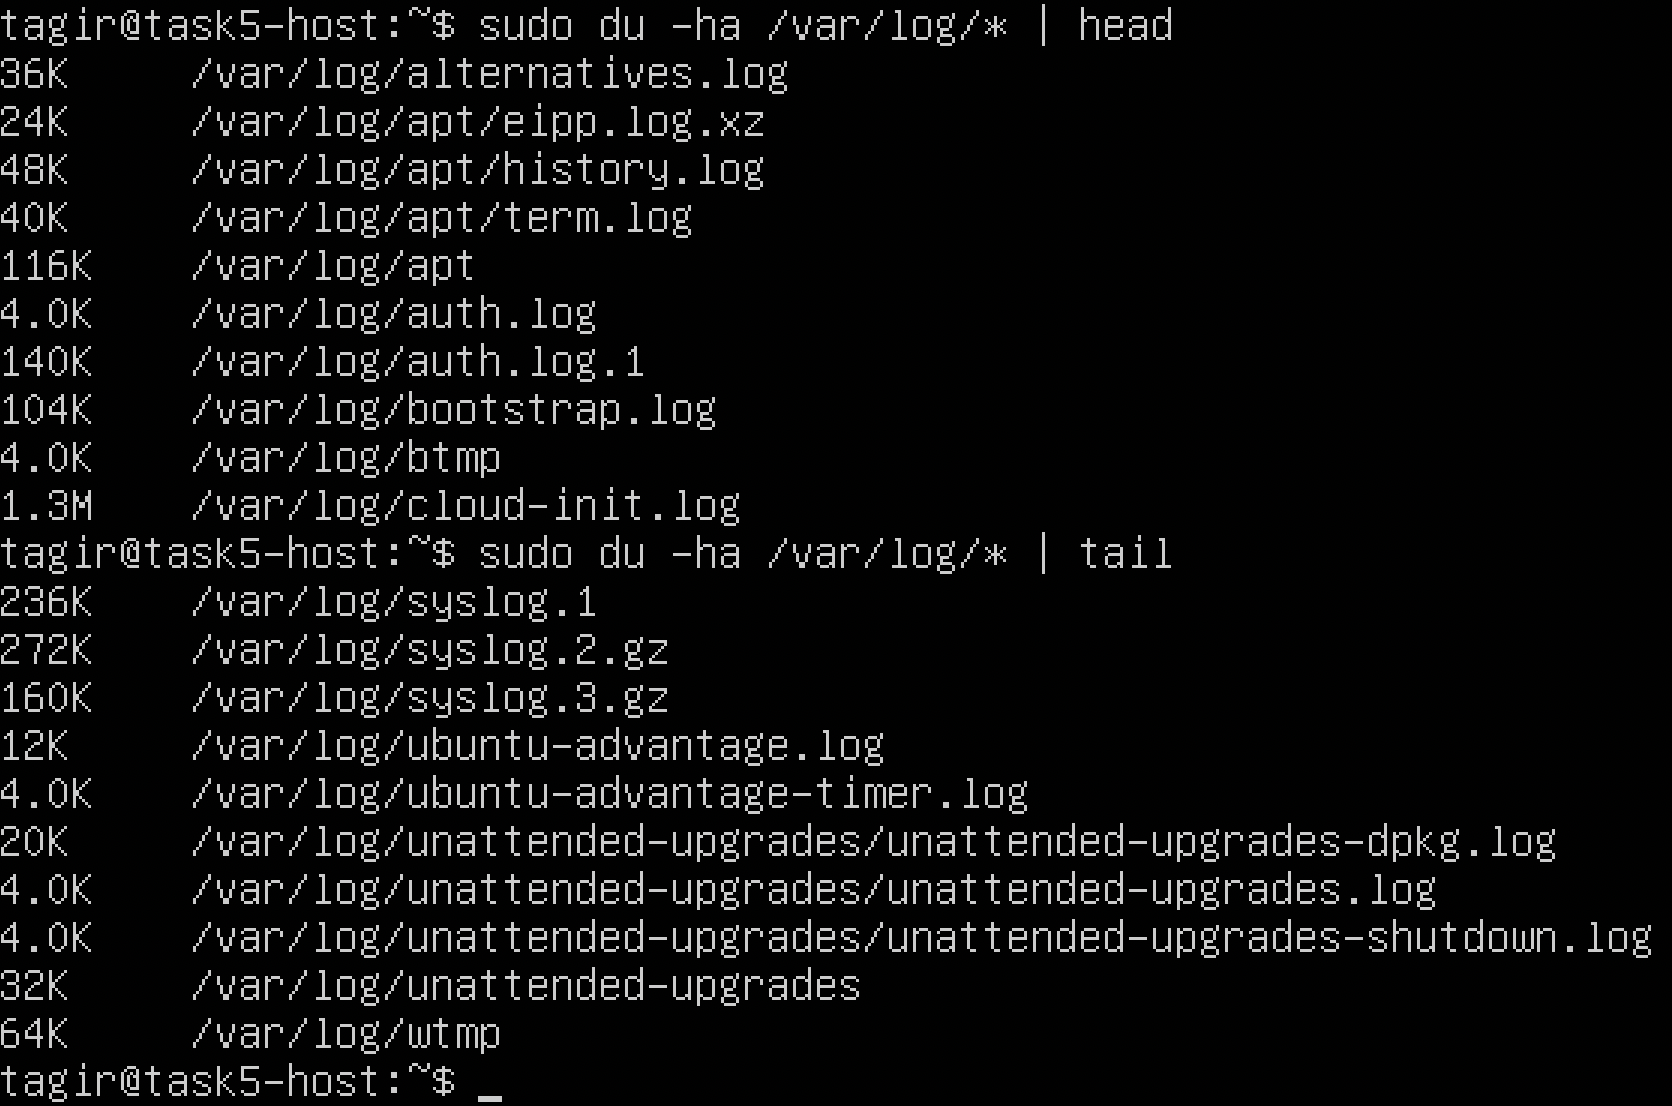 tagir@task5-host:~$ sudo du -ha /var/log/* | head
36K     /var/log/alternatives.log
24K     /var/log/apt/eipp.log.xz
48K     /var/log/apt/history.log
40K     /var/log/apt/term.log
116K    /var/log/apt
4.0K    /var/log/auth.log
140K    /var/log/auth.log.1
104K    /var/log/bootstrap.log
4.0K    /var/log/btmp
1.3M    /var/log/cloud-init.log
tagir@task5-host:~$ sudo du -ha /var/log/* | tail
236K    /var/log/syslog.1
272K    /var/log/syslog.2.gz
160K    /var/log/syslog.3.gz
12K     /var/log/ubuntu-advantage.log
4.0K    /var/log/ubuntu-advantage-timer.log
20K     /var/log/unattended-upgrades/unattended-upgrades-dpkg.log
4.0K    /var/log/unattended-upgrades/unattended-upgrades.log
4.0K    /var/log/unattended-upgrades/unattended-upgrades-shutdown.log
32K     /var/log/unattended-upgrades
64K     /var/log/wtmp
tagir@task5-host:~$ _